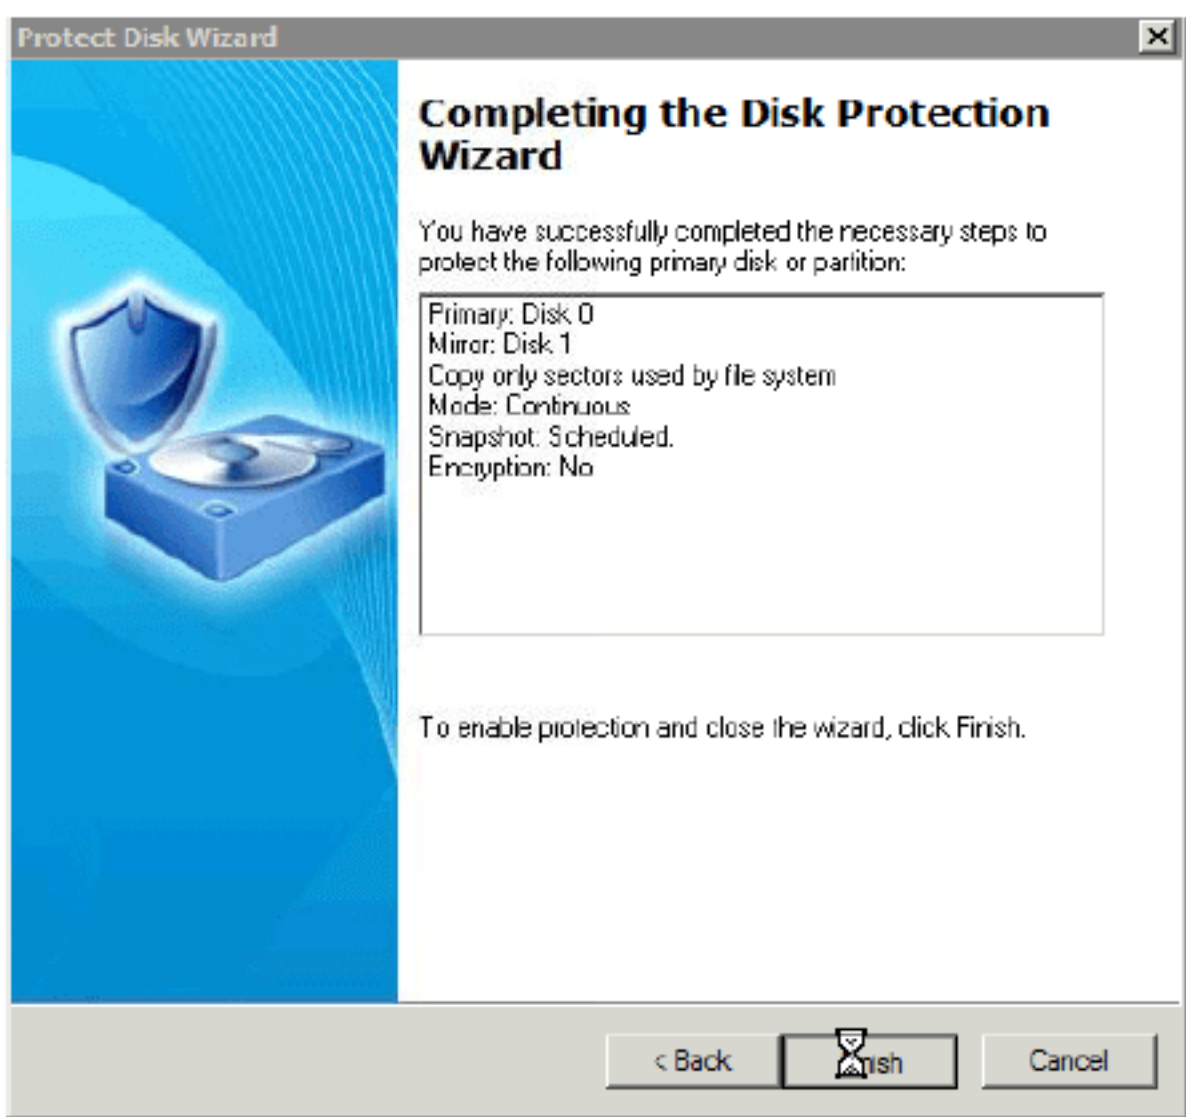 Protect Disk Wizard
Completing the Disk Protection
Wizard
You have successfully completed the necessary steps to
protect the following primary disk or partition:
Primary: Disk 0
Mirror: Disk 1
Copy only sectors used by file system
Mode: Continuous
Snapshot: Scheduled.
Encryption: No
To enable protection and close the wizard, click Finish.
< Back
Finish
Cancel